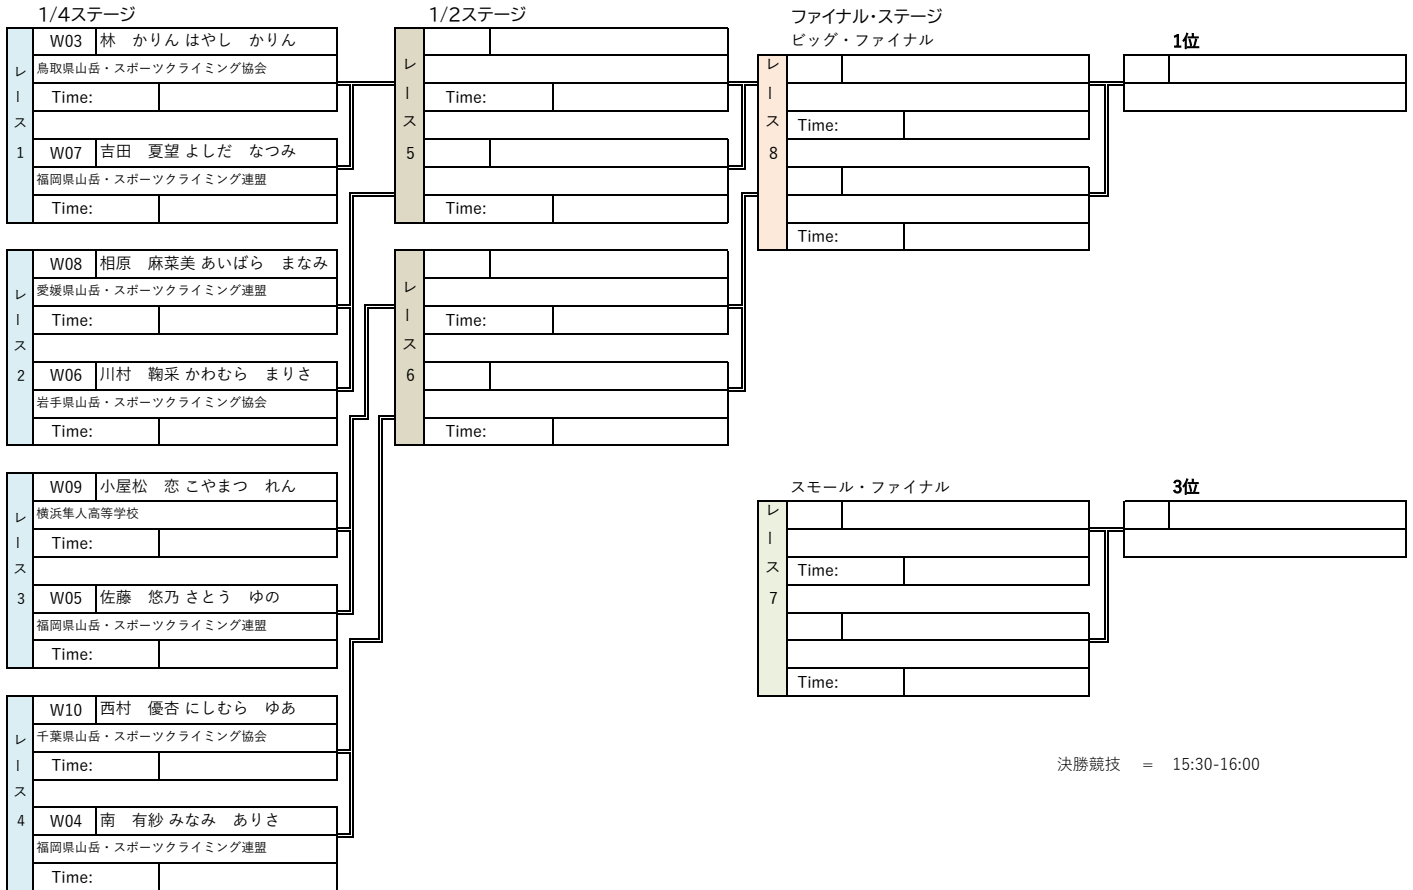 1/4ステージ
レース1
W03 林　かりん はやし　かりん
鳥取県山岳・スポーツクライミング協会
Time:
W07 吉田　夏望 よしだ　なつみ
福岡県山岳・スポーツクライミング連盟
Time:
レース2
W08 相原　麻菜美 あいばら　まなみ
愛媛県山岳・スポーツクライミング連盟
Time:
W06 川村　鞠采 かわむら　まりさ
岩手県山岳・スポーツクライミング協会
Time:
レース3
W09 小屋松　恋 こやまつ　れん
横浜隼人高等学校
Time:
W05 佐藤　悠乃 さとう　ゆの
福岡県山岳・スポーツクライミング連盟
Time:
レース4
W10 西村　優杏 にしむら　ゆあ
千葉県山岳・スポーツクライミング協会
Time:
W04 南　有紗 みなみ　ありさ
福岡県山岳・スポーツクライミング連盟
Time:
1/2ステージ
レース5
Time:
Time:
レース6
Time:
Time:
ファイナル・ステージ
ビッグ・ファイナル
レース8
Time:
Time:
1位
スモール・ファイナル
レース7
Time:
Time:
3位
決勝競技　=　15:30-16:00